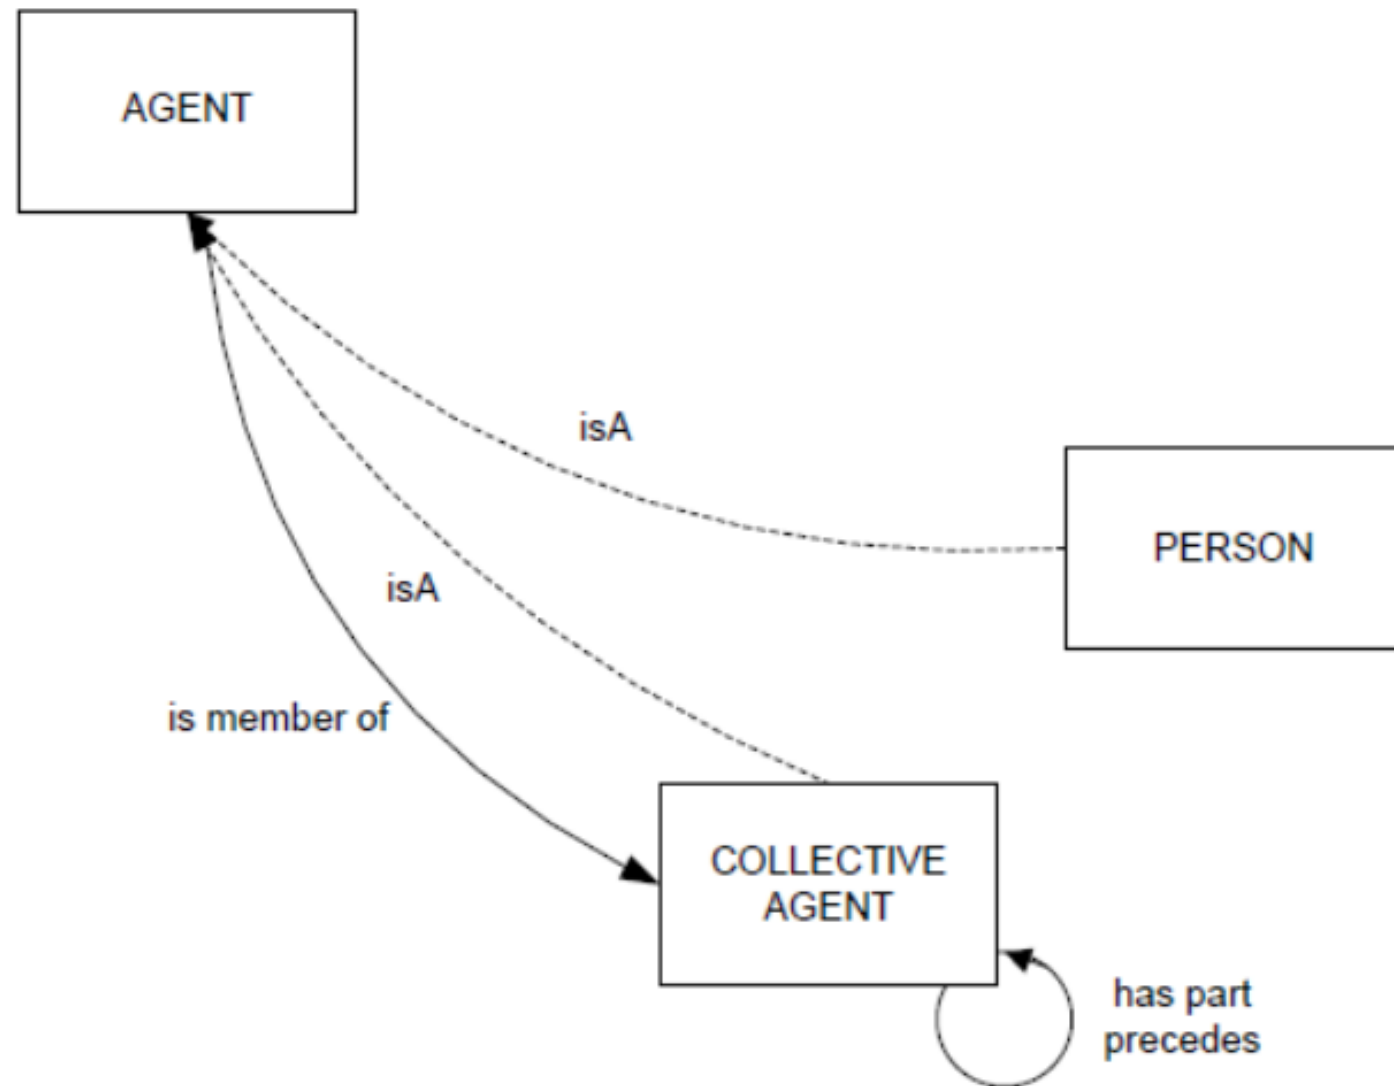 AGENT
isA
PERSON
isA
is member of
COLLECTIVE
AGENT
has part
precedes